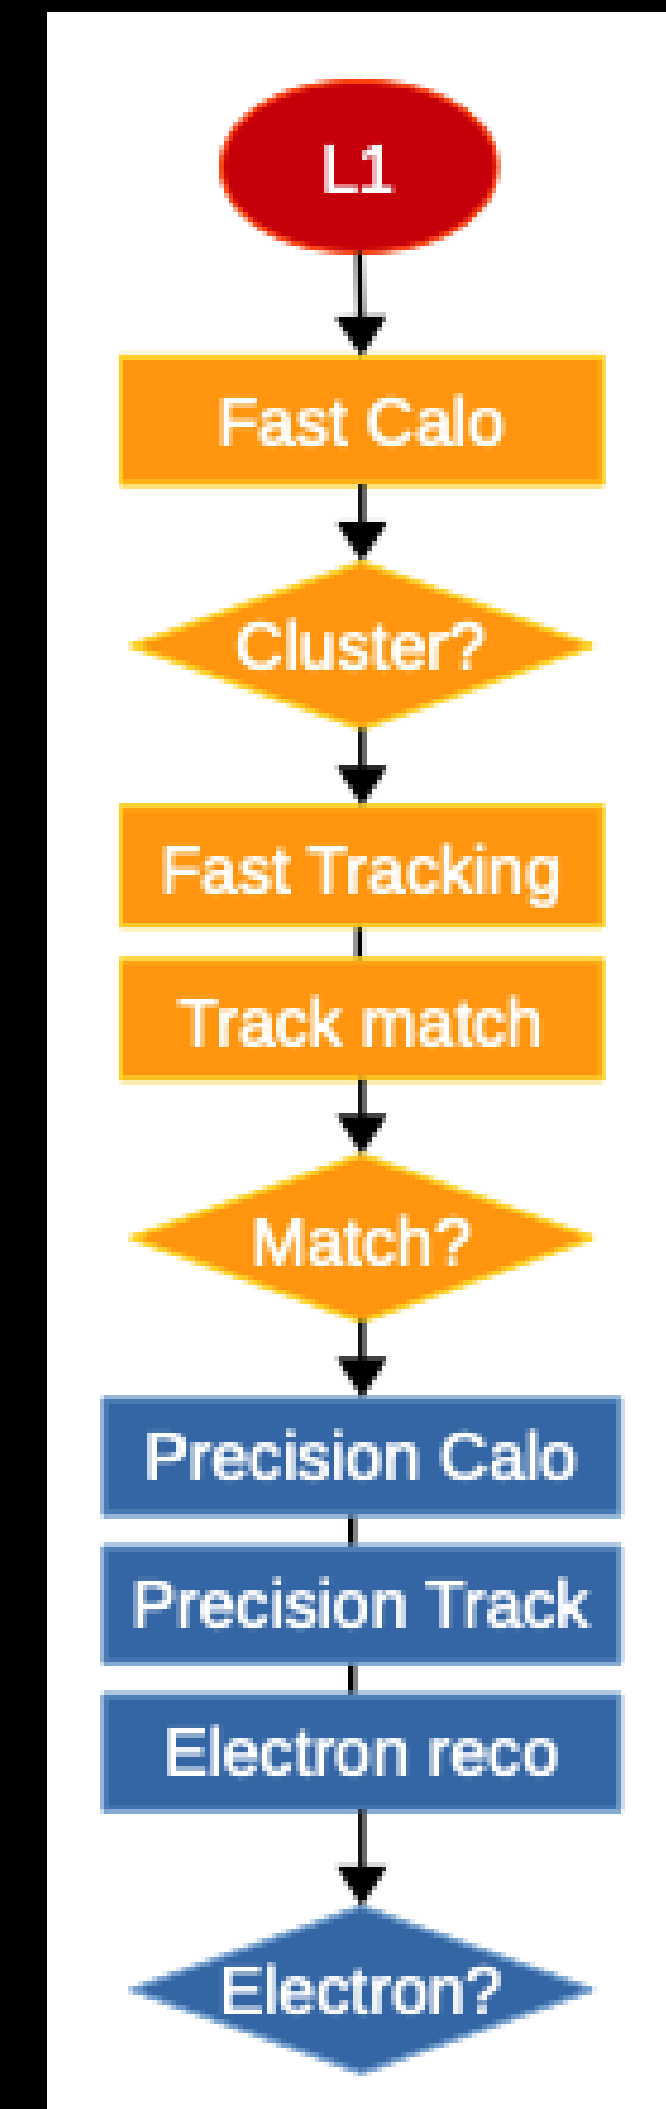 L1
Fast Calo
Cluster?
Fast Tracking
Track match
Match?
Precision Calo
Precision Track
Electron reco
Electron?